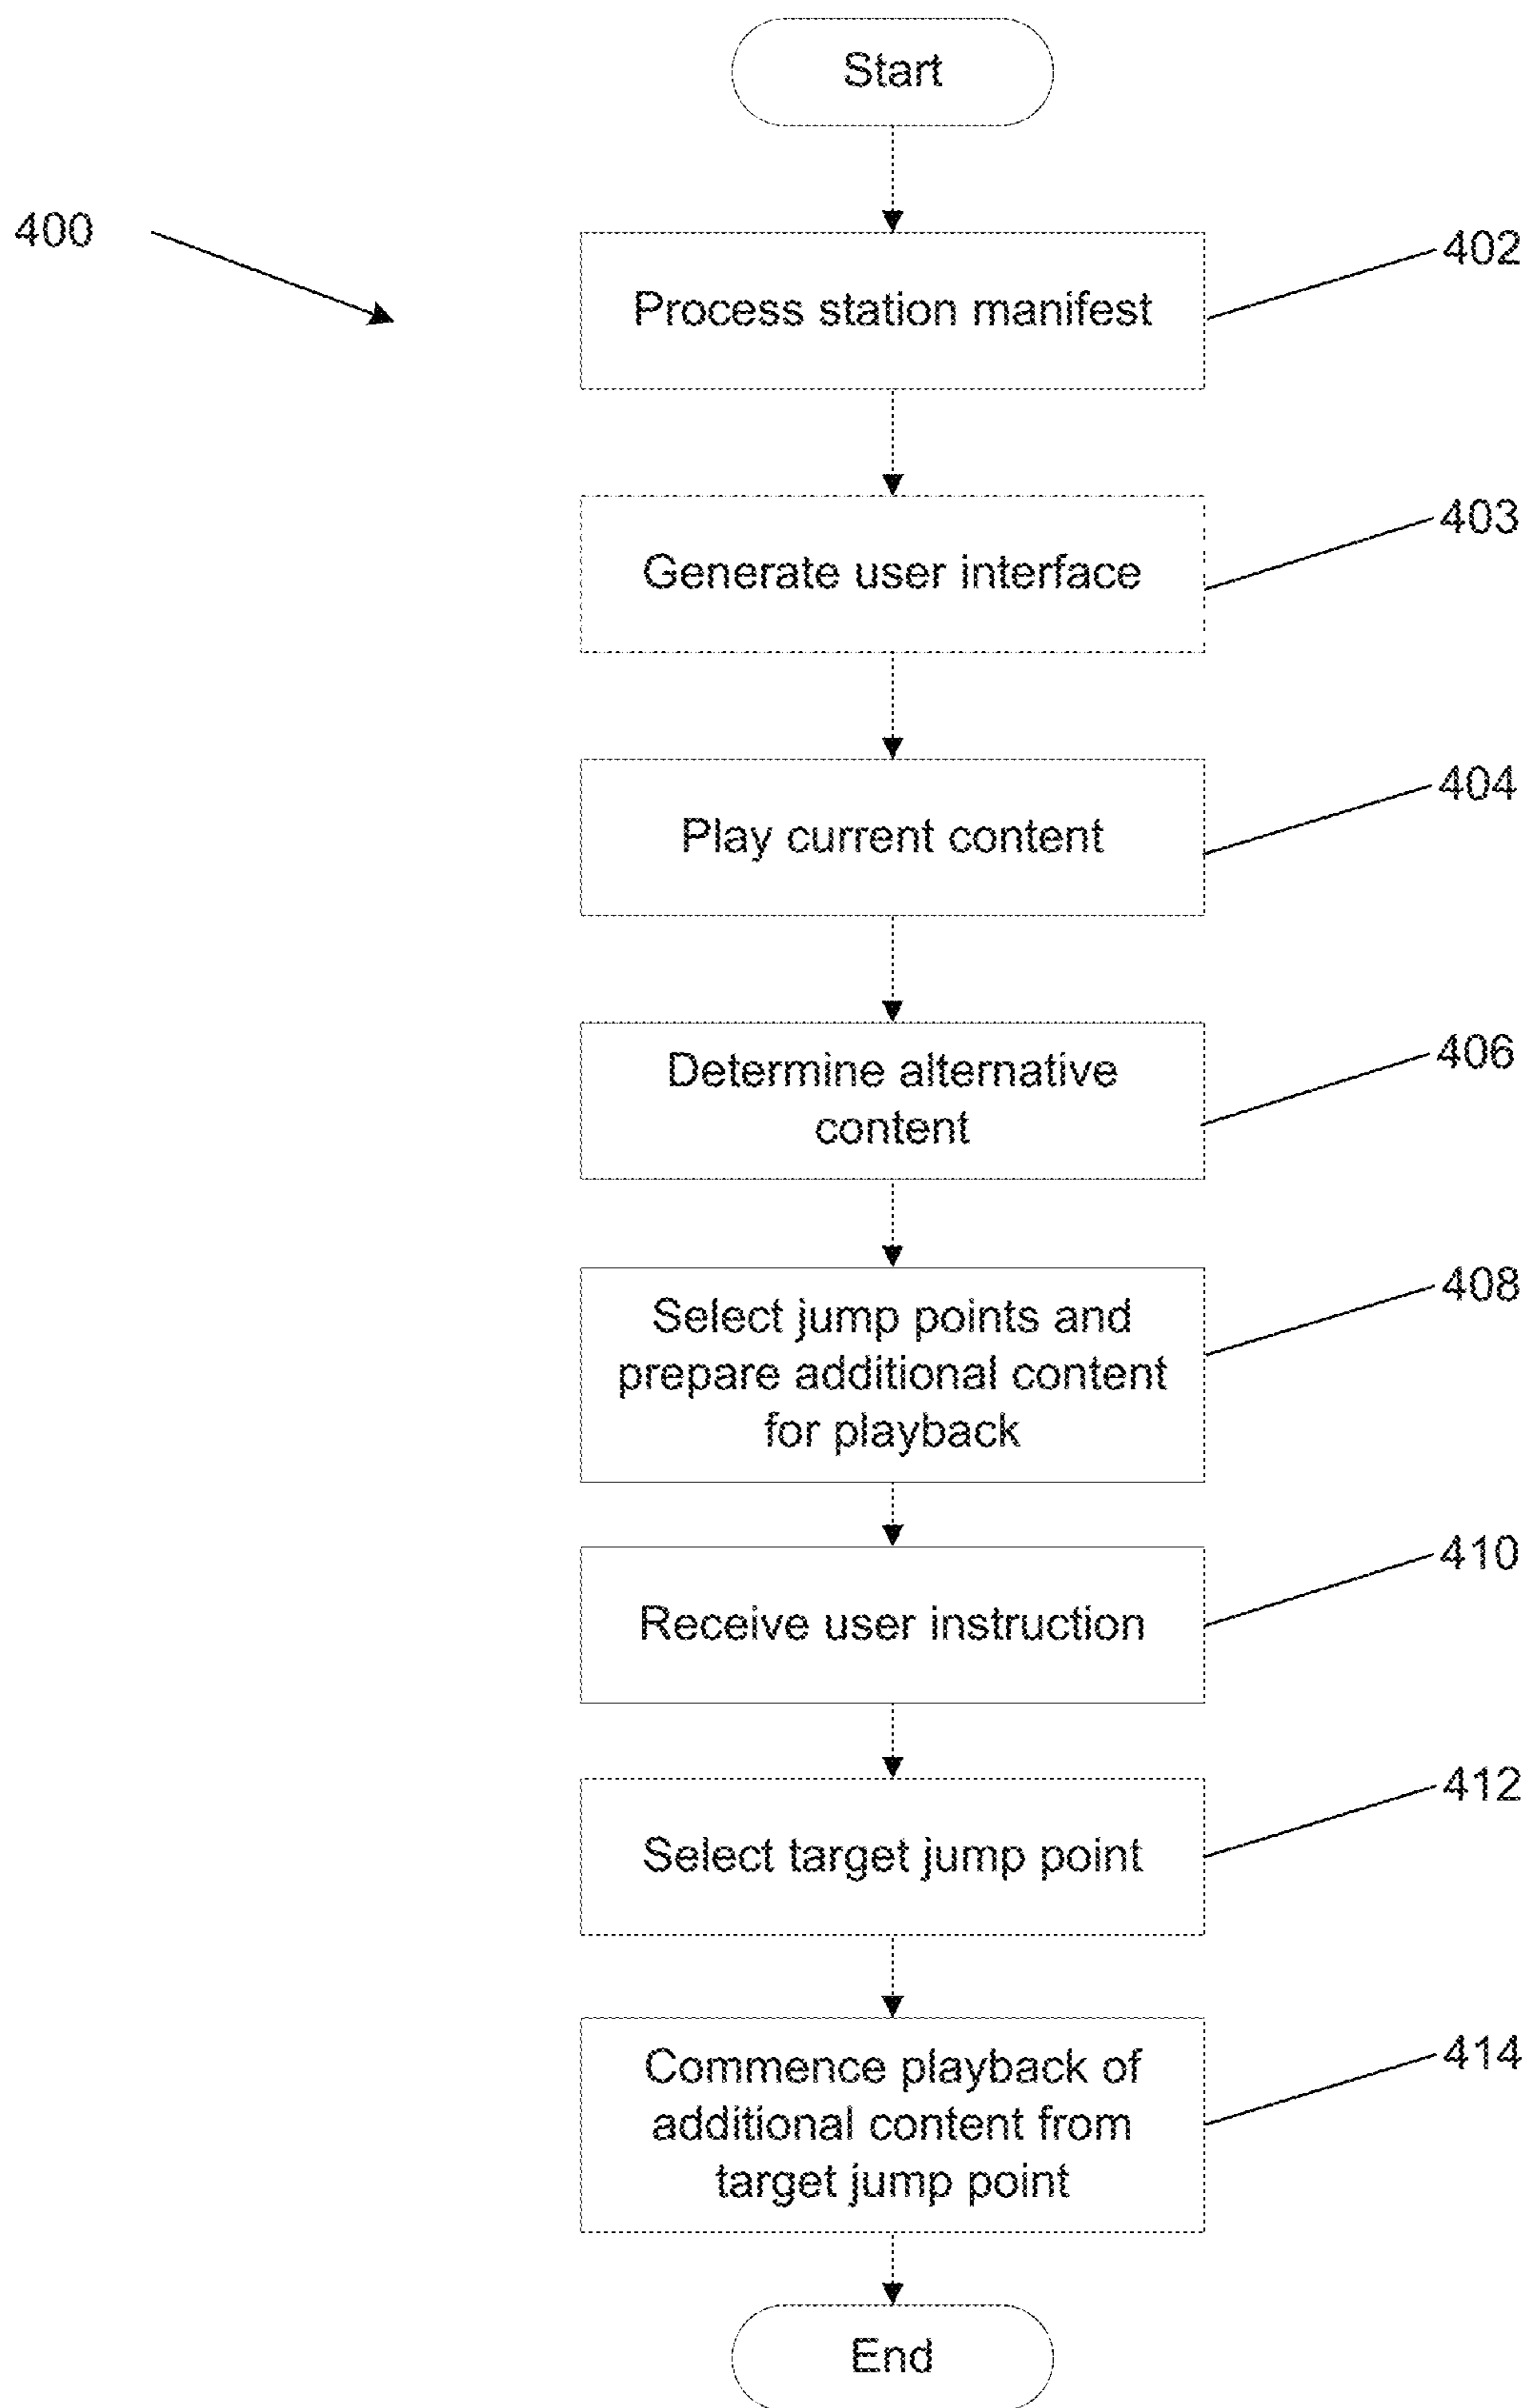 Start
400
402
Process station manifest
403
Generate user interface
404
Play current content
406
Determine alternative
content
408
Select jump points and
prepare additional content
for playback
410
Receive user instruction
412
Select target jump point
414
Commence playback of
additional content from
target jump point
End